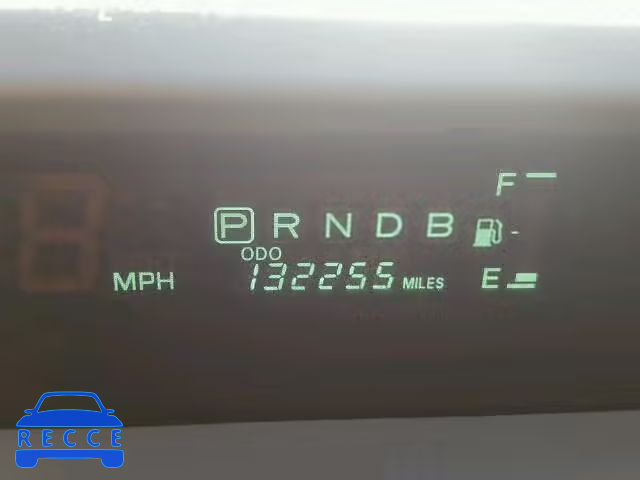 F
P R N D B
ODO
MPH 132255 MILES E
RECCE